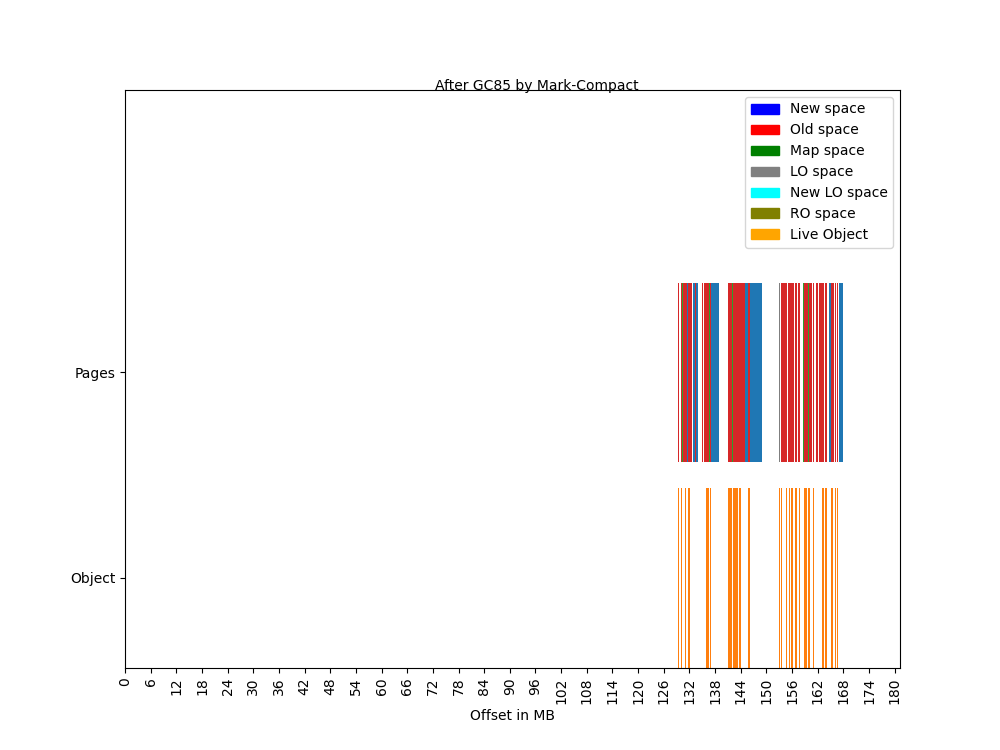 After GC85 by Mark-Compact
New space
Old space
Map space
LO space
New LO space
RO space
Live Object
Pages
Object
0 6 12 18 24 30 36 42 48 54 60 66 72 78 84 90 96 102 108 114 120 126 132 138 144 150 156 162 168 174 180
Offset in MB